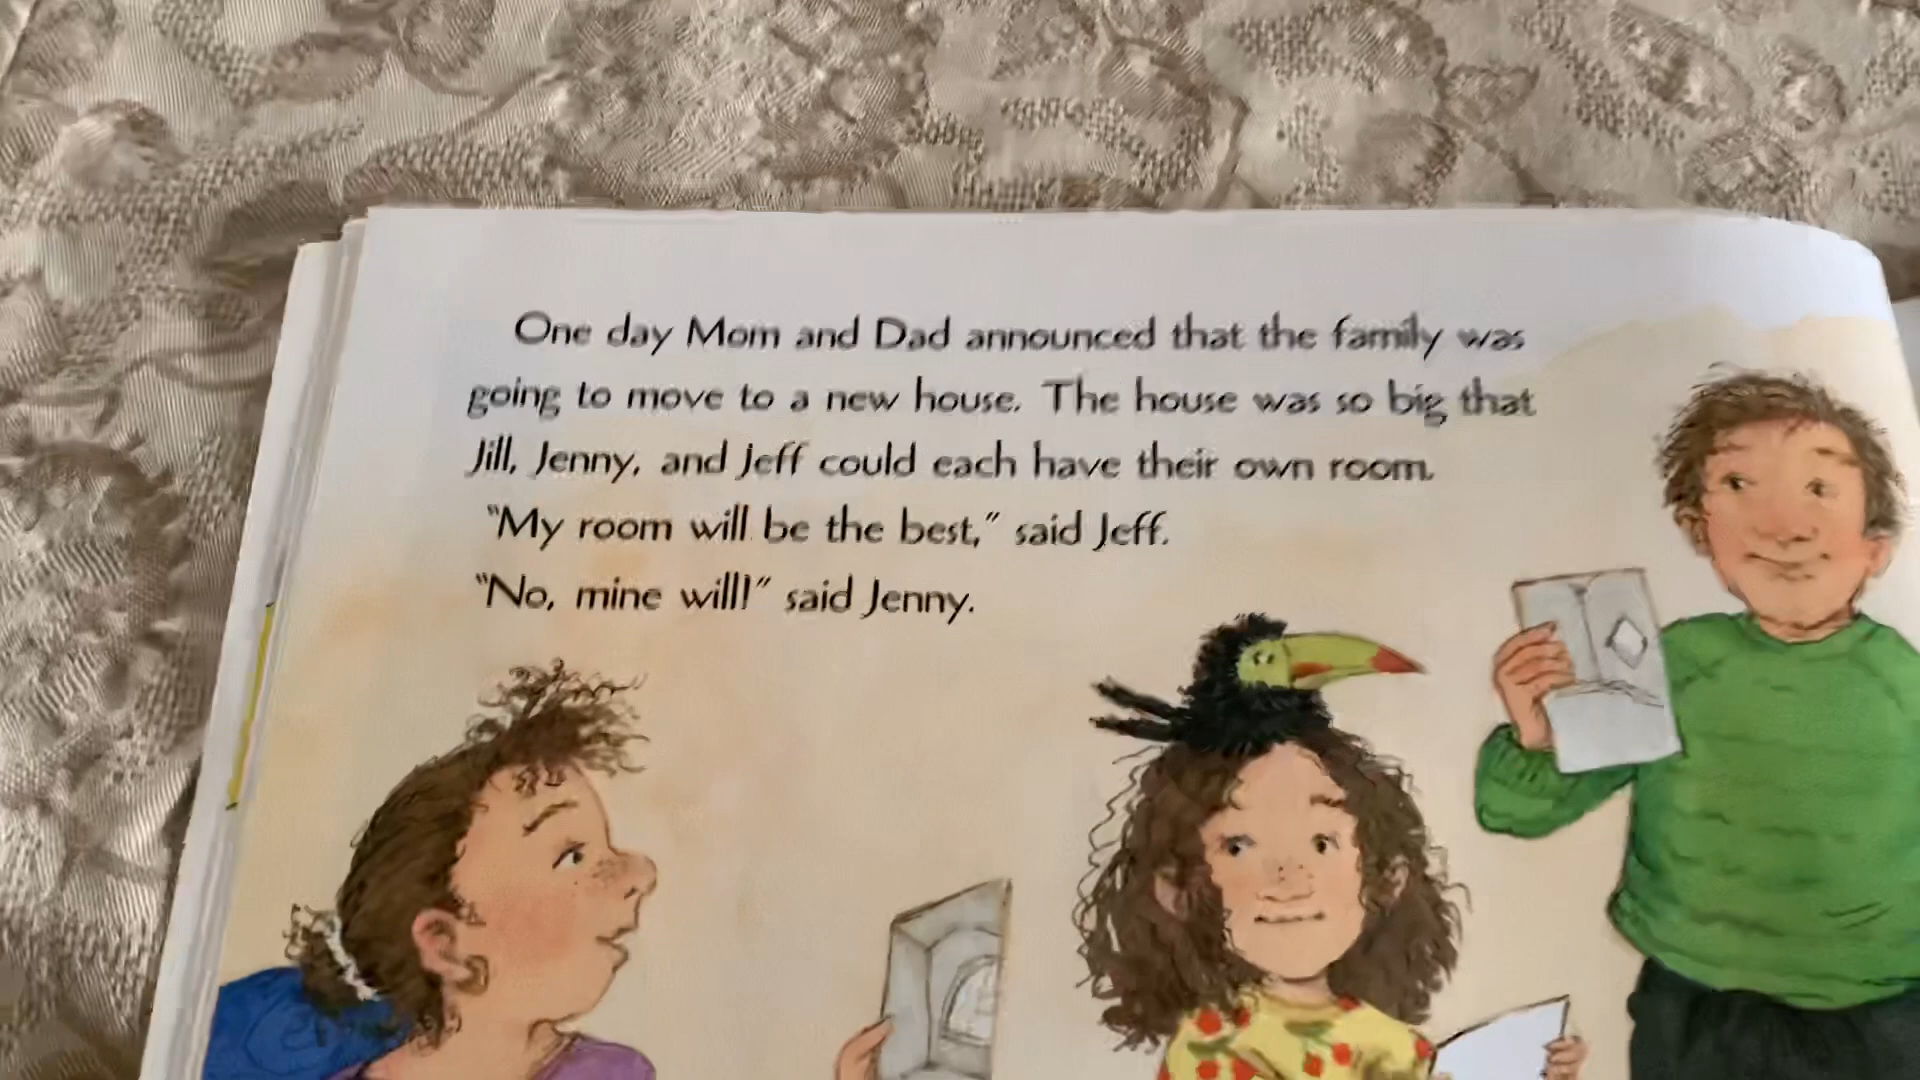 One day Mom and Dad announced that the family was
going to move to a new house. The house was so big that
Jill, Jenny, and Jeff could each have their own room.
“My room will be the best,” said Jeff.
“No, mine will!” said Jenny.